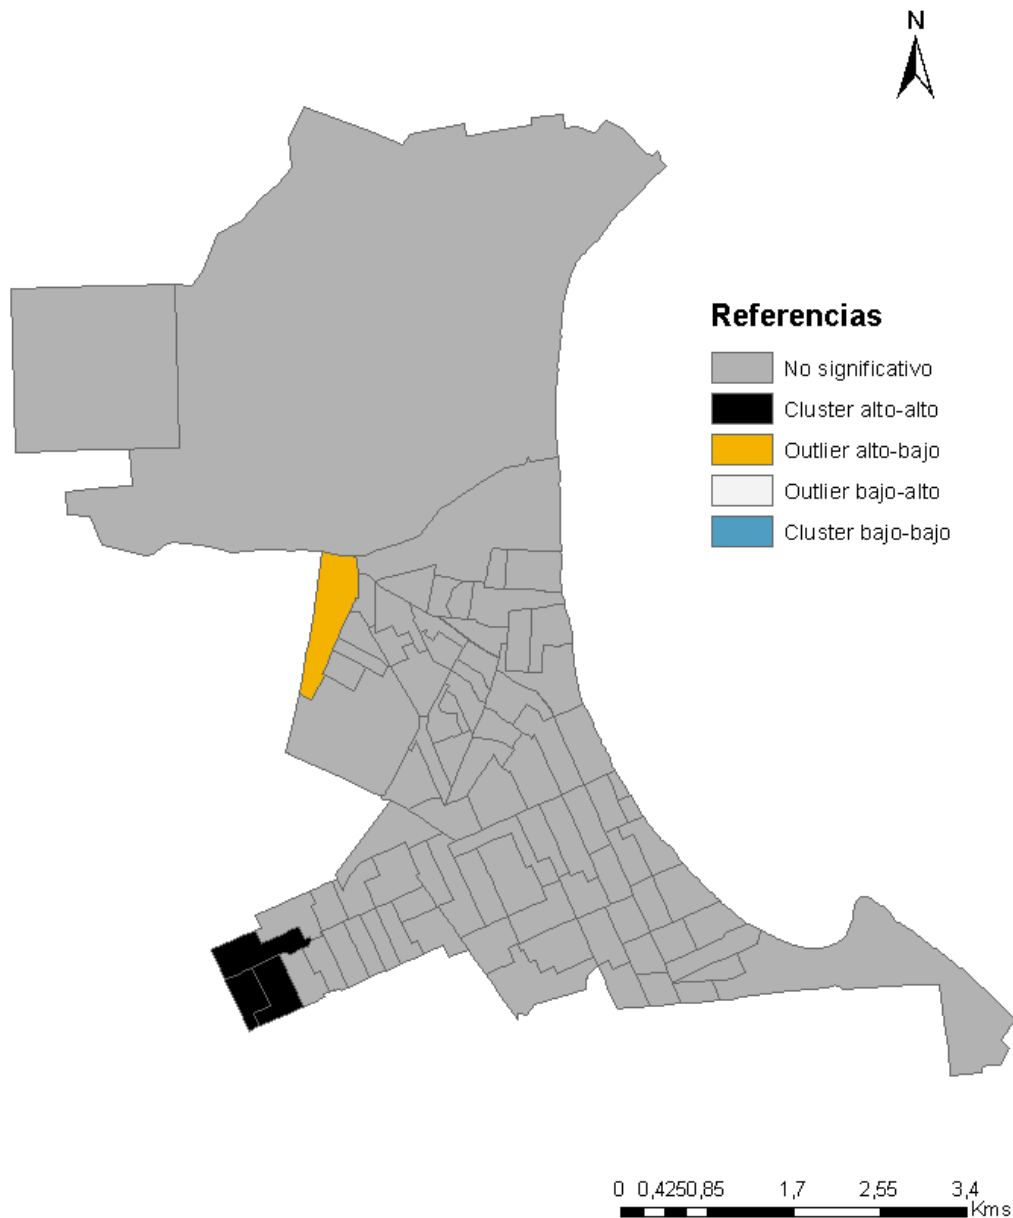 N
Referencias
No significativo
Cluster alto-alto
Outlier alto-bajo
Outlier bajo-alto
Cluster bajo-bajo
0 0,4250,85 1,7 2,55 3,4
Kms